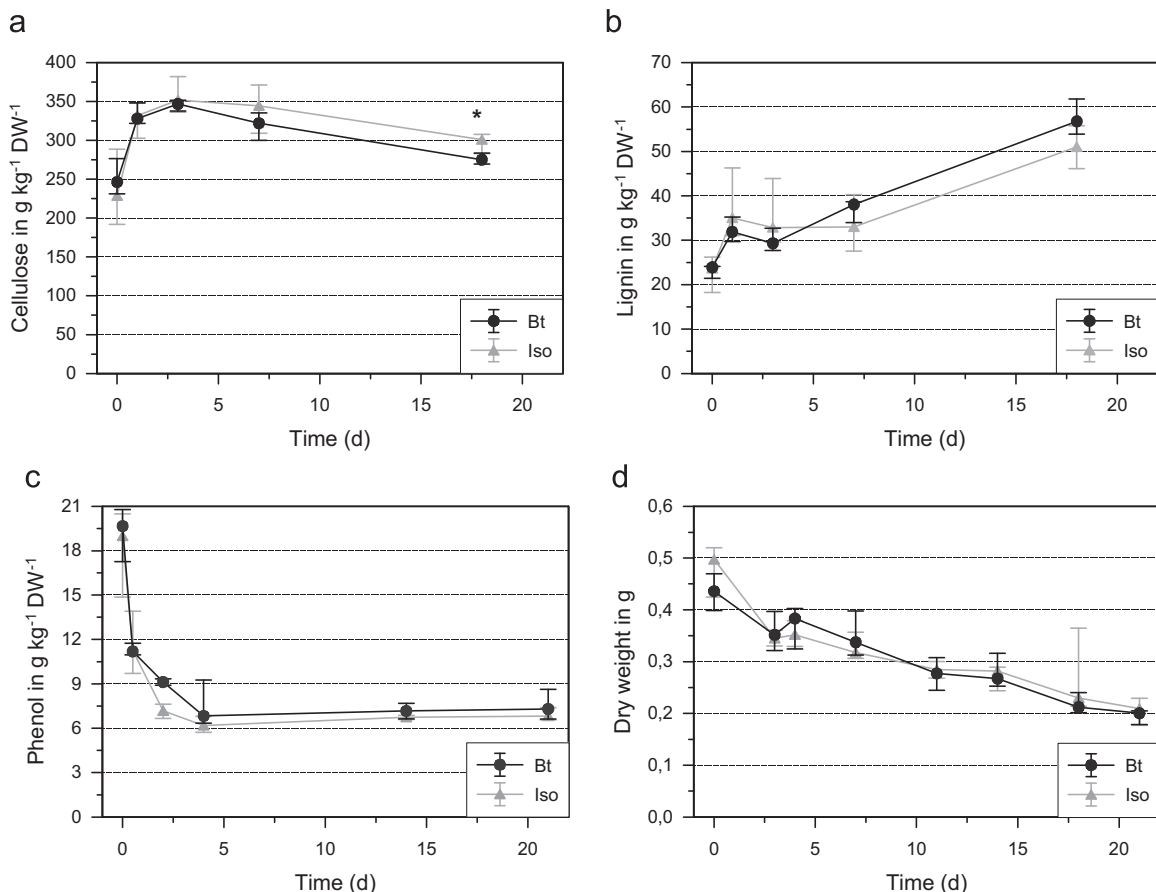 a
Cellulose in g kg⁻¹ DW⁻¹
400
350
300
250
200
150
100
50
0
*
Bt
Iso
0 5 10 15 20
Time (d)
b
Lignin in g kg⁻¹ DW⁻¹
70
60
50
40
30
20
10
0
Bt
Iso
0 5 10 15 20
Time (d)
c
Phenol in g kg⁻¹ DW⁻¹
21
18
15
12
9
6
3
0
Bt
Iso
0 5 10 15 20
Time (d)
d
Dry weight in g
0,6
0,5
0,4
0,3
0,2
0,1
0,0
Bt
Iso
0 5 10 15 20
Time (d)